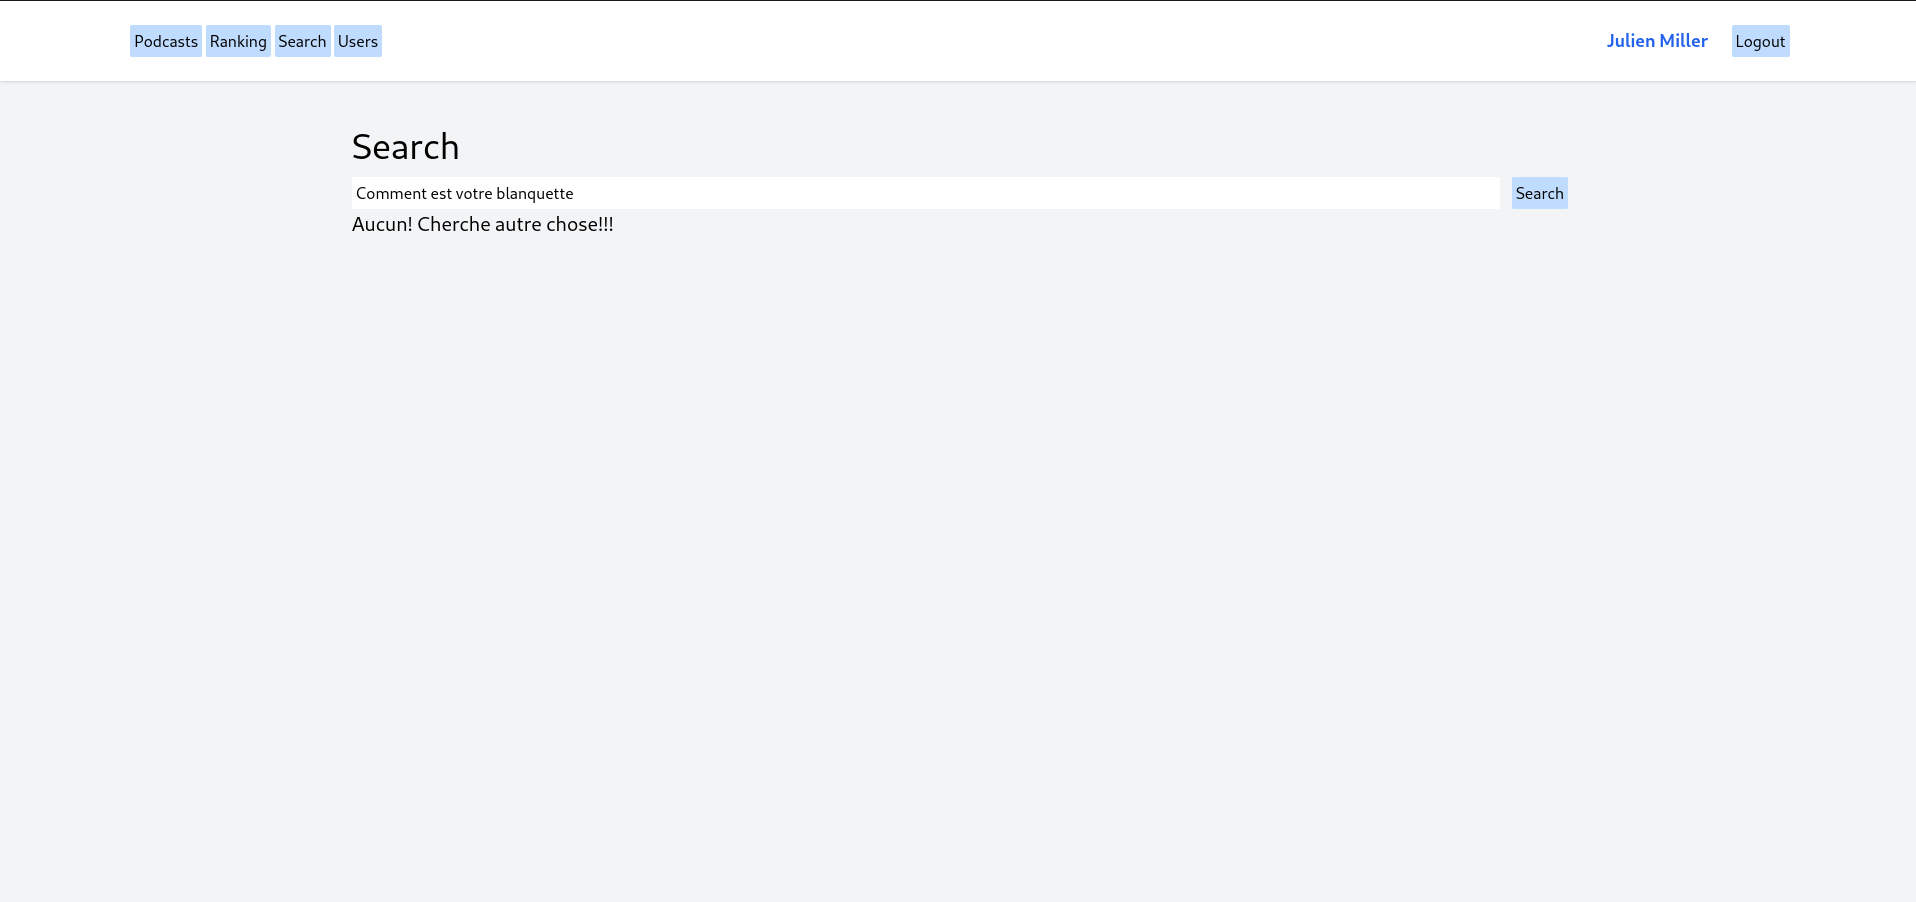 Podcasts Ranking Search Users Julien Miller Logout
Search
Comment est votre blanquette Search
Aucun! Cherche autre chose!!!